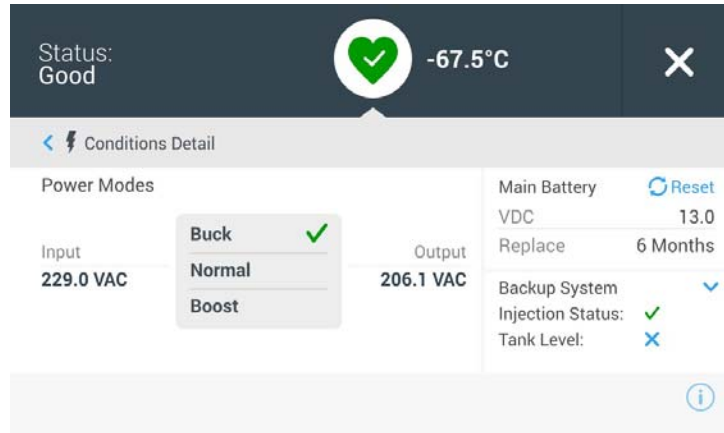 Status:
Good
-67.5°C
Conditions Detail
Power Modes
Input
229.0 VAC
Buck
Normal
Boost
Output
206.1 VAC
Main Battery
Reset
VDC 13.0
Replace 6 Months
Backup System
Injection Status:
Tank Level: